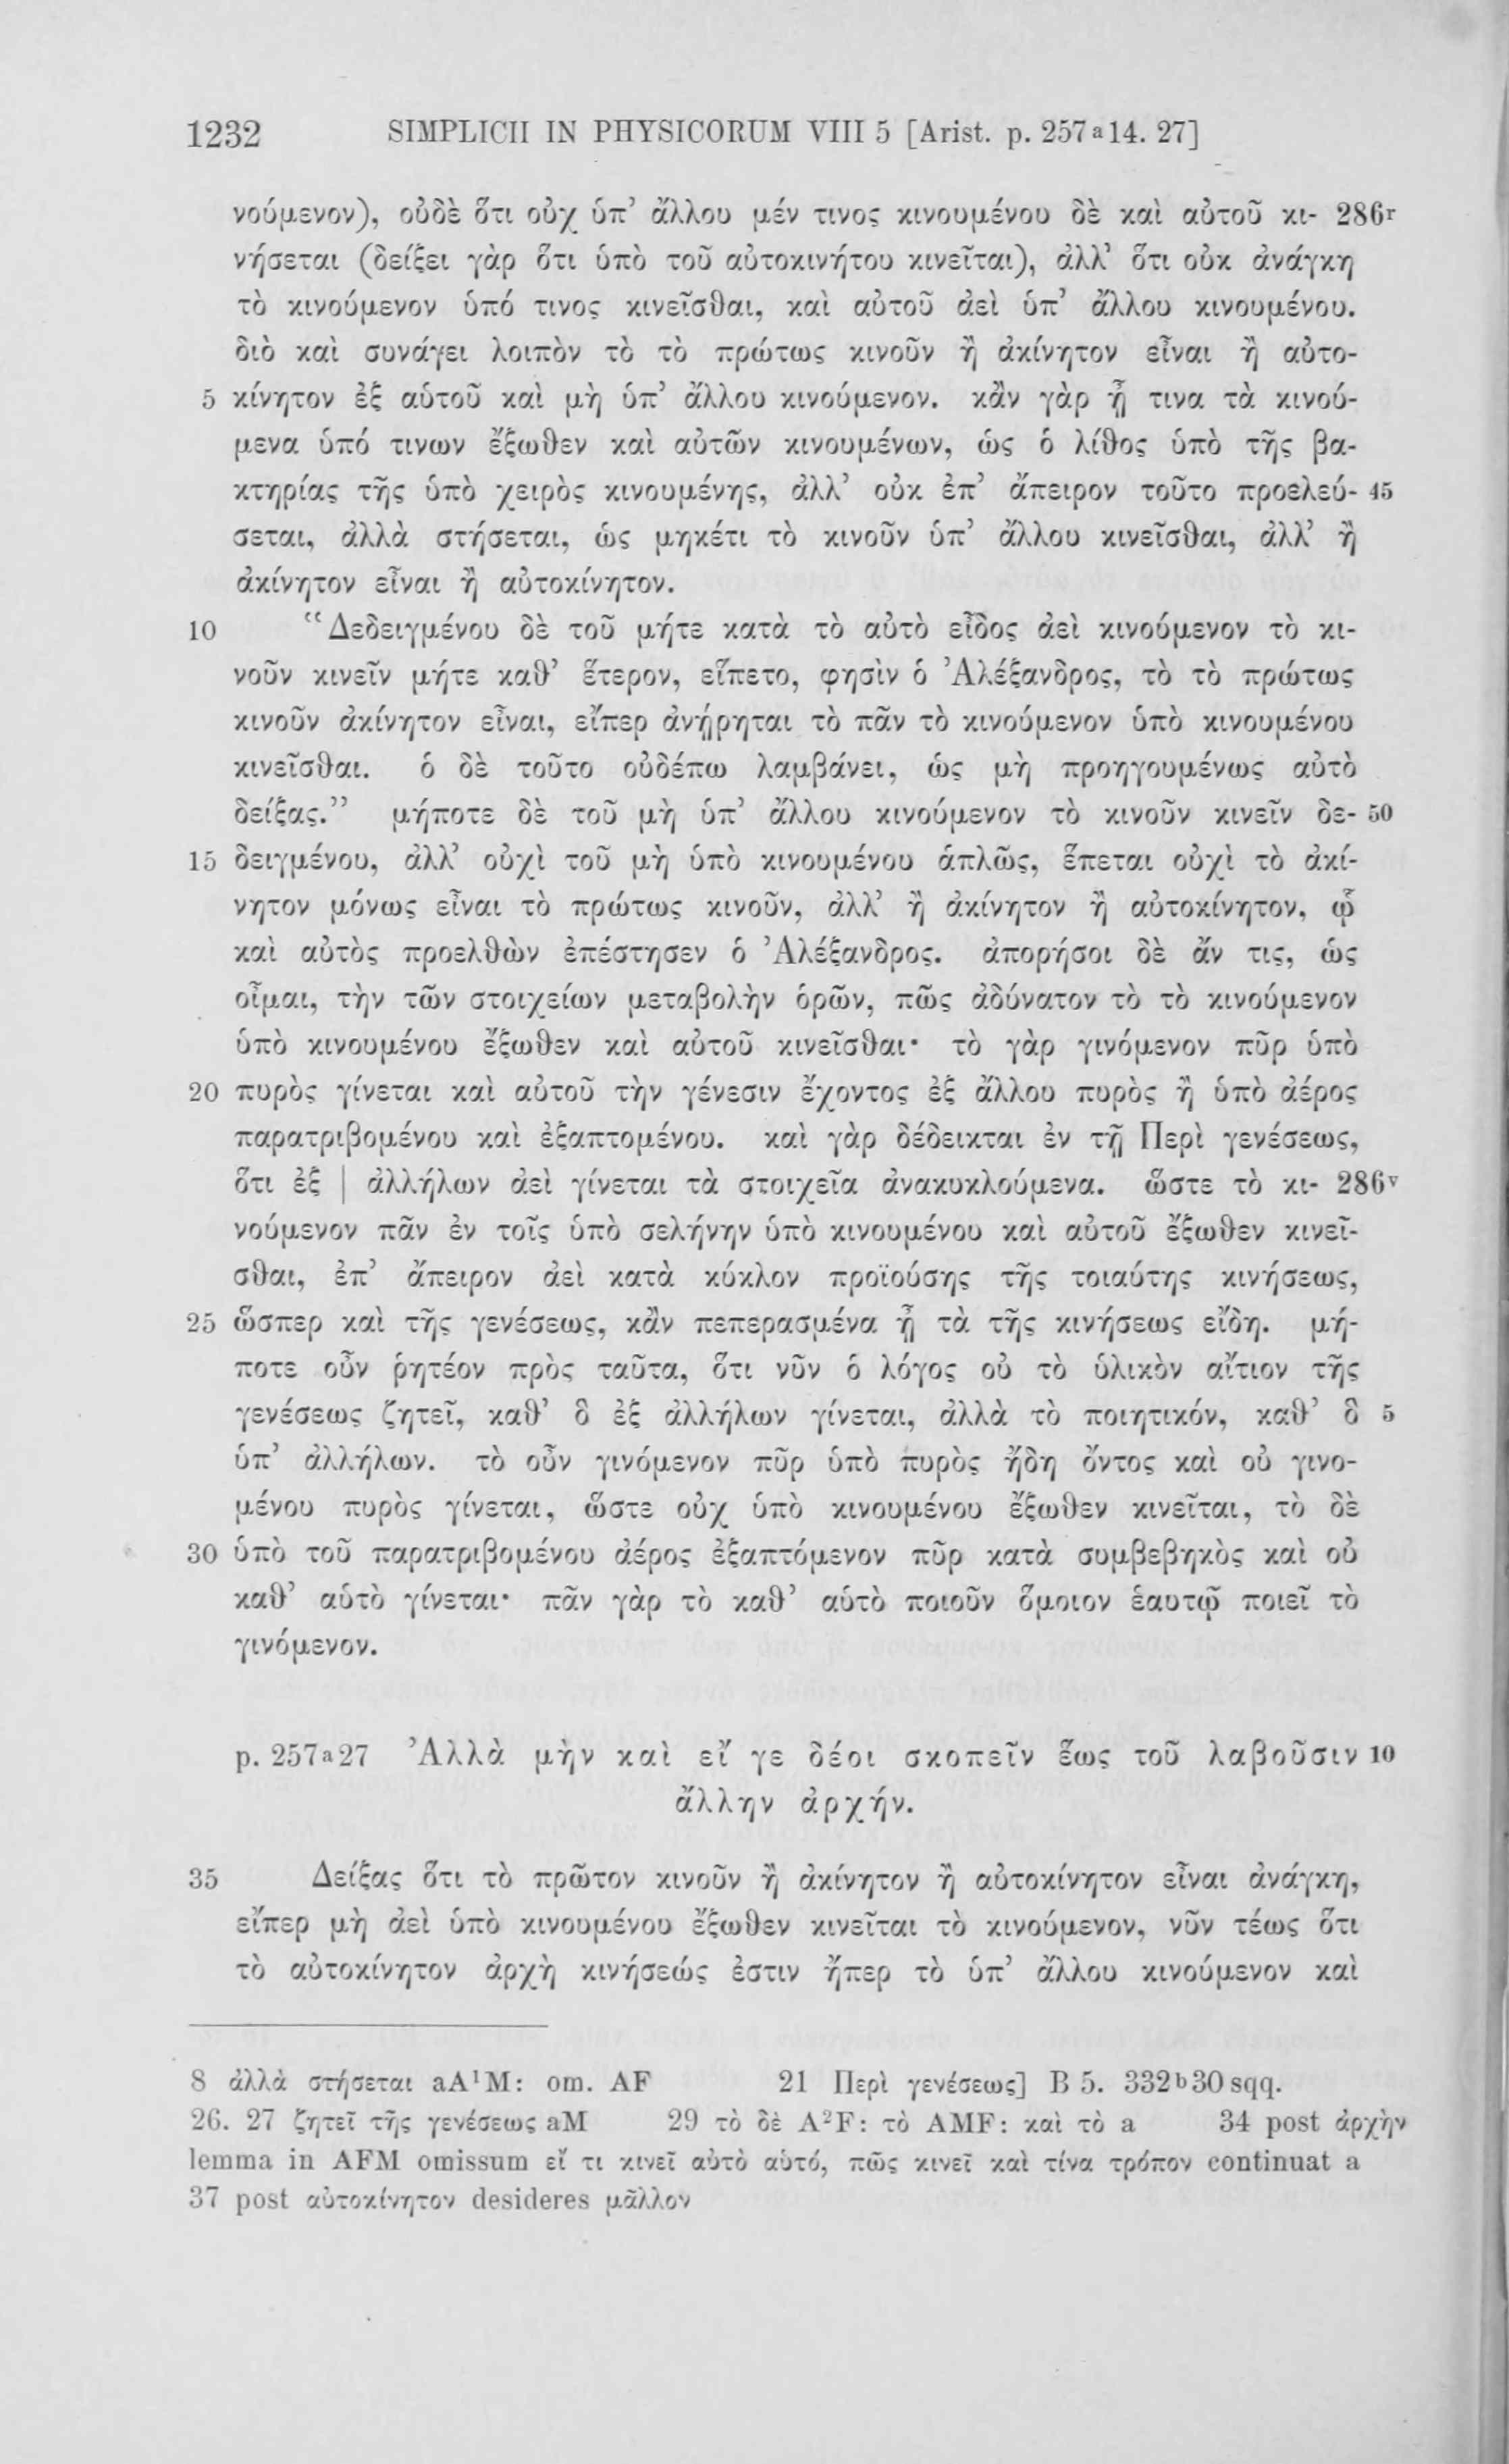 1232 SIMPLICII IN PHYSICORUM VIII 5 [Arist. p. 257a14. 27]
νούμενον), οὐδὲ ὅτι οὐχ ὑπ’ ἄλλου μέν τινος κινουμένου δὲ καὶ αὐτοῦ κι- 286r
νήσεται (δείξει γὰρ ὅτι ὑπὸ τοῦ αὐτοκινήτου κινεῖται), ἀλλ’ ὅτι οὐκ ἀνάγκη
τὸ κινούμενον ὑπό τινος κινεῖσθαι, καὶ αὐτοῦ ἀεὶ ὑπ’ ἄλλου κινουμένου.
διὸ καὶ συνάγει λοιπὸν τὸ τὸ πρώτως κινοῦν ἢ ἀκίνητον εἶναι ἢ αὐτο-
5 κίνητον ἐξ αὑτοῦ καὶ μὴ ὑπ’ ἄλλου κινούμενον. κἂν γὰρ ᾖ τινα τὰ κινού-
μενα ὑπό τινων ἔξωθεν καὶ αὐτῶν κινουμένων, ὡς ὁ λίθος ὑπὸ τῆς βα-
κτηρίας τῆς ὑπὸ χειρὸς κινουμένης, ἀλλ’ οὐκ ἐπ’ ἄπειρον τοῦτο προελεύ- 45
σεται, ἀλλὰ στήσεται, ὡς μηκέτι τὸ κινοῦν ὑπ’ ἄλλου κινεῖσθαι, ἀλλ’ ἢ
ἀκίνητον εἶναι ἢ αὐτοκίνητον.
10 “Δεδειγμένου δὲ τοῦ μήτε κατὰ τὸ αὐτὸ εἶδος ἀεὶ κινούμενον τὸ κι-
νοῦν κινεῖν μήτε καθ’ ἕτερον, εἵπετο, φησὶν ὁ Ἀλέξανδρος, τὸ τὸ πρώτως
κινοῦν ἀκίνητον εἶναι, εἴπερ ἀνῄρηται τὸ πᾶν τὸ κινούμενον ὑπὸ κινουμένου
κινεῖσθαι. ὁ δὲ τοῦτο οὐδέπω λαμβάνει, ὡς μὴ προηγουμένως αὐτὸ
δείξας.” μήποτε δὲ τοῦ μὴ ὑπ’ ἄλλου κινούμενον τὸ κινοῦν κινεῖν δε- 50
15 δειγμένου, ἀλλ’ οὐχὶ τοῦ μὴ ὑπὸ κινουμένου ἁπλῶς, ἕπεται οὐχὶ τὸ ἀκί-
νητον μόνως εἶναι τὸ πρώτως κινοῦν, ἀλλ’ ἢ ἀκίνητον ἢ αὐτοκίνητον, ᾧ
καὶ αὐτὸς προελθὼν ἐπέστησεν ὁ Ἀλέξανδρος. ἀπορήσοι δὲ ἄν τις, ὡς
οἶμαι, τὴν τῶν στοιχείων μεταβολὴν ὁρῶν, πῶς ἀδύνατον τὸ τὸ κινούμενον
ὑπὸ κινουμένου ἔξωθεν καὶ αὐτοῦ κινεῖσθαι· τὸ γὰρ γινόμενον πῦρ ὑπὸ
20 πυρὸς γίνεται καὶ αὐτοῦ τὴν γένεσιν ἔχοντος ἐξ ἄλλου πυρὸς ἢ ὑπὸ ἀέρος
παρατριβομένου καὶ ἐξαπτομένου. καὶ γὰρ δέδεικται ἐν τῇ Περὶ γενέσεως,
ὅτι ἐξ | ἀλλήλων ἀεὶ γίνεται τὰ στοιχεῖα ἀνακυκλούμενα. ὥστε τὸ κι- 286v
νούμενον πᾶν ἐν τοῖς ὑπὸ σελήνην ὑπὸ κινουμένου καὶ αὐτοῦ ἔξωθεν κινεῖ-
σθαι, ἐπ’ ἄπειρον ἀεὶ κατὰ κύκλον προϊούσης τῆς τοιαύτης κινήσεως,
25 ὥσπερ καὶ τῆς γενέσεως, κἂν πεπερασμένα ᾖ τὰ τῆς κινήσεως εἴδη. μή-
ποτε οὖν ῥητέον πρὸς ταῦτα, ὅτι νῦν ὁ λόγος οὐ τὸ ὑλικὸν αἴτιον τῆς
γενέσεως ζητεῖ, καθ’ ὃ ἐξ ἀλλήλων γίνεται, ἀλλὰ τὸ ποιητικόν, καθ’ ὃ 5
ὑπ’ ἀλλήλων. τὸ οὖν γινόμενον πῦρ ὑπὸ πυρὸς ἤδη ὄντος καὶ οὐ γινο-
μένου πυρὸς γίνεται, ὥστε οὐχ ὑπὸ κινουμένου ἔξωθεν κινεῖται, τὸ δὲ
30 ὑπὸ τοῦ παρατριβομένου ἀέρος ἐξαπτόμενον πῦρ κατὰ συμβεβηκὸς καὶ οὐ
καθ’ αὑτὸ γίνεται· πᾶν γὰρ τὸ καθ’ αὑτὸ ποιοῦν ὅμοιον ἑαυτῷ ποιεῖ τὸ
γινόμενον.
p. 257a27 Ἀλλὰ μὴν καὶ εἴ γε δέοι σκοπεῖν ἕως τοῦ λαβοῦσιν 10
ἄλλην ἀρχήν.
35 Δείξας ὅτι τὸ πρῶτον κινοῦν ἢ ἀκίνητον ἢ αὐτοκίνητον εἶναι ἀνάγκη,
εἴπερ μὴ ἀεὶ ὑπὸ κινουμένου ἔξωθεν κινεῖται τὸ κινούμενον, νῦν τέως ὅτι
τὸ αὐτοκίνητον ἀρχὴ κινήσεώς ἐστιν ἤπερ τὸ ὑπ’ ἄλλου κινούμενον καὶ
8 ἀλλὰ στήσεται aA¹M: om. AF 21 Περὶ γενέσεως] B 5. 332b30 sqq.
26. 27 ζητεῖ τῆς γενέσεως aM 29 τὸ δὲ A²F: τὸ AMF: καὶ τὸ a 34 post ἀρχὴν
lemma in AFM omissum εἴ τι κινεῖ αὐτὸ αὑτό, πῶς κινεῖ καὶ τίνα τρόπον continuat a
37 post αὐτοκίνητον desideres μᾶλλον